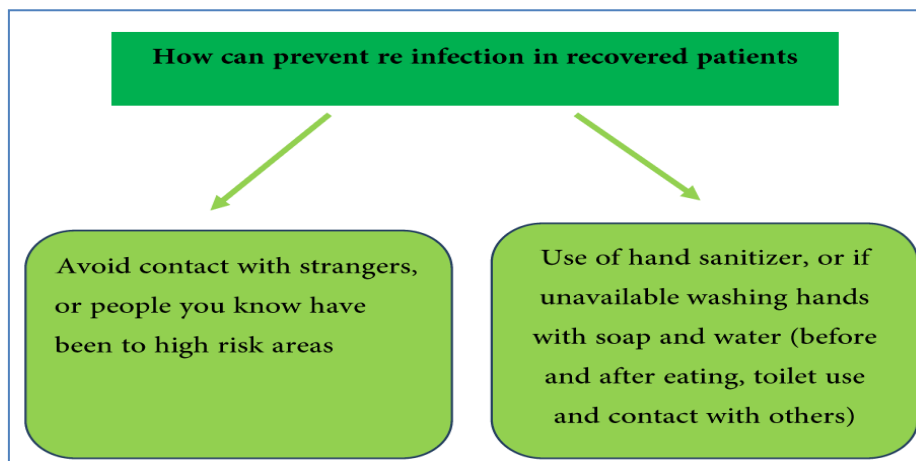 How can prevent re infection in recovered patients
Avoid contact with strangers,
or people you know have
been to high risk areas
Use of hand sanitizer, or if
unavailable washing hands
with soap and water (before
and after eating, toilet use
and contact with others)